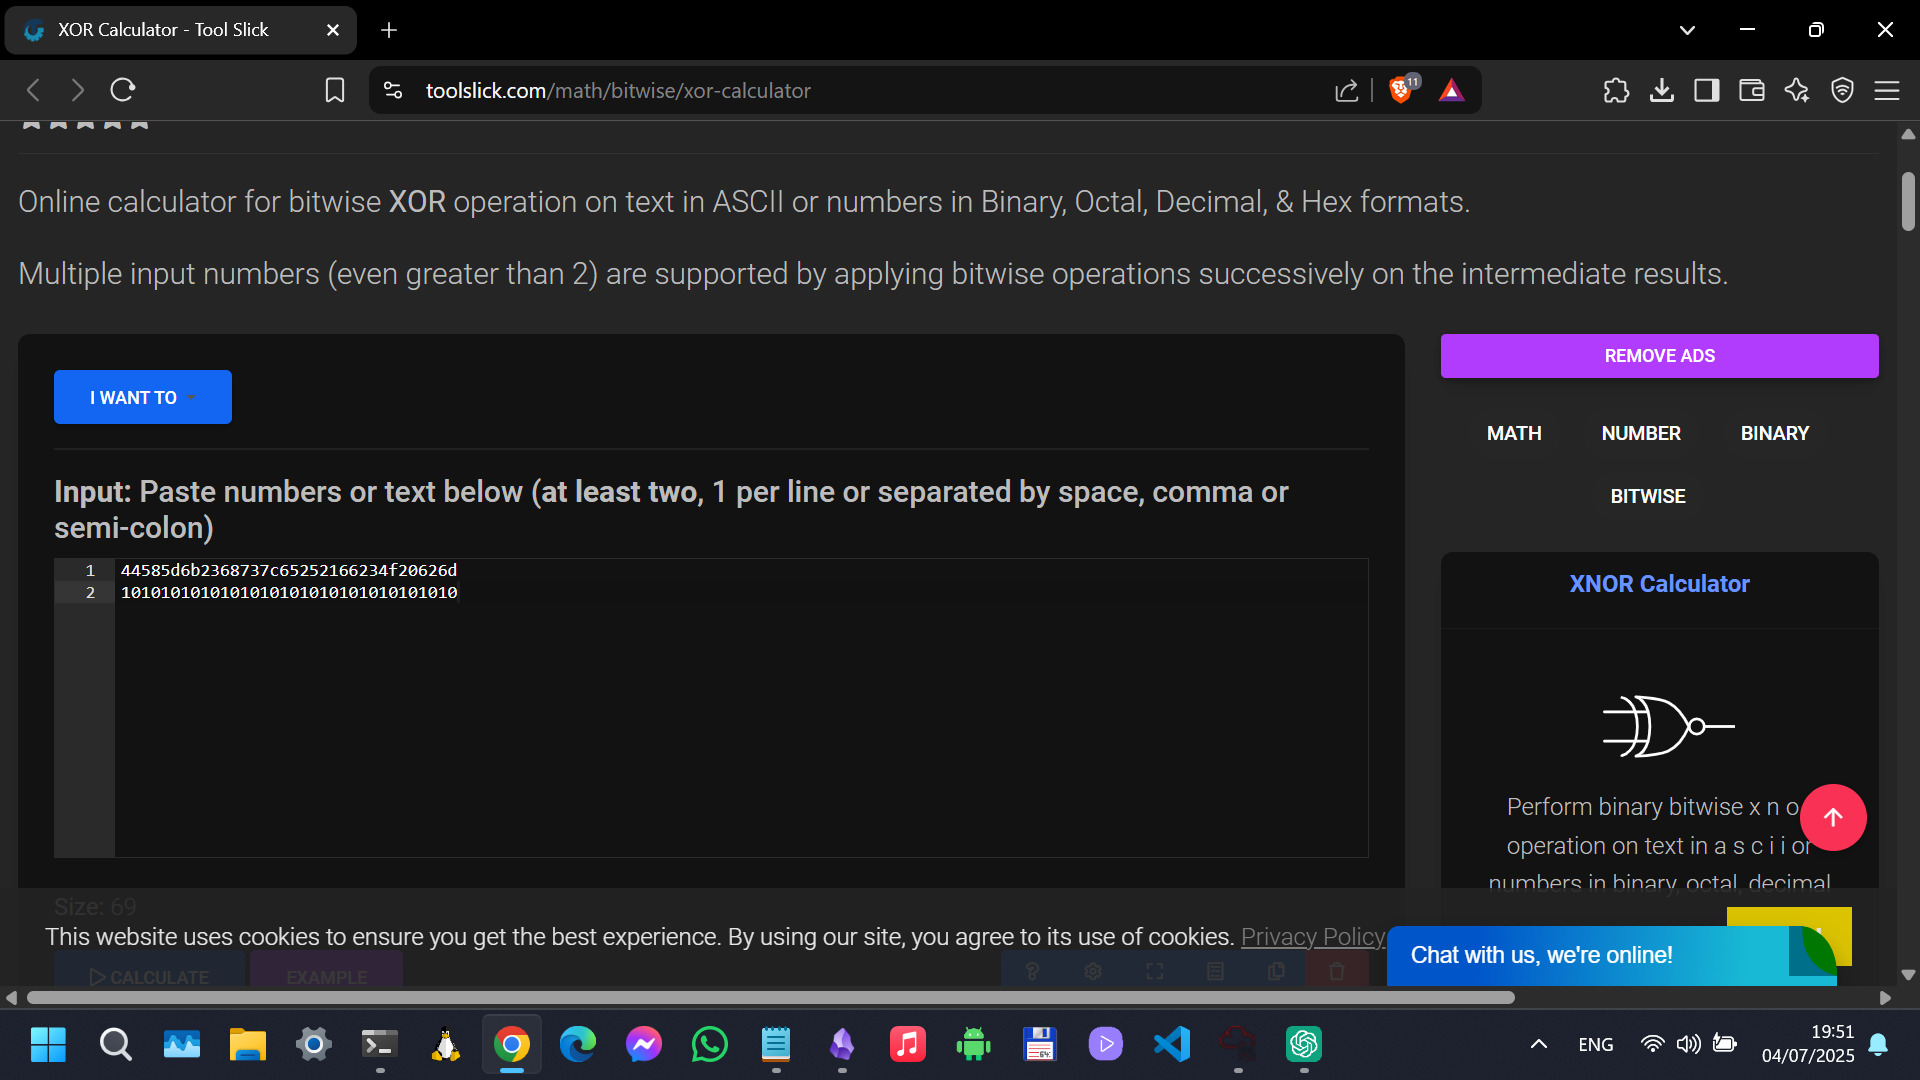 XOR Calculator - Tool Slick
toolslick.com/math/bitwise/xor-calculator
11
Online calculator for bitwise XOR operation on text in ASCII or numbers in Binary, Octal, Decimal, & Hex formats.
Multiple input numbers (even greater than 2) are supported by applying bitwise operations successively on the intermediate results.
I WANT TO
REMOVE ADS
MATH
NUMBER
BINARY
BITWISE
Input: Paste numbers or text below (at least two, 1 per line or separated by space, comma or
semi-colon)
1
44585d6b2368737c65252166234f20626d
2
1010101010101010101010101010101010
XNOR Calculator
Perform binary bitwise x n o
operation on text in a s c i i or
numbers in binary, octal, decimal
Size: 69
This website uses cookies to ensure you get the best experience. By using our site, you agree to its use of cookies. Privacy Policy
Chat with us, we're online!
CALCULATE
EXAMPLE
64
ENG
19:51
04/07/2025